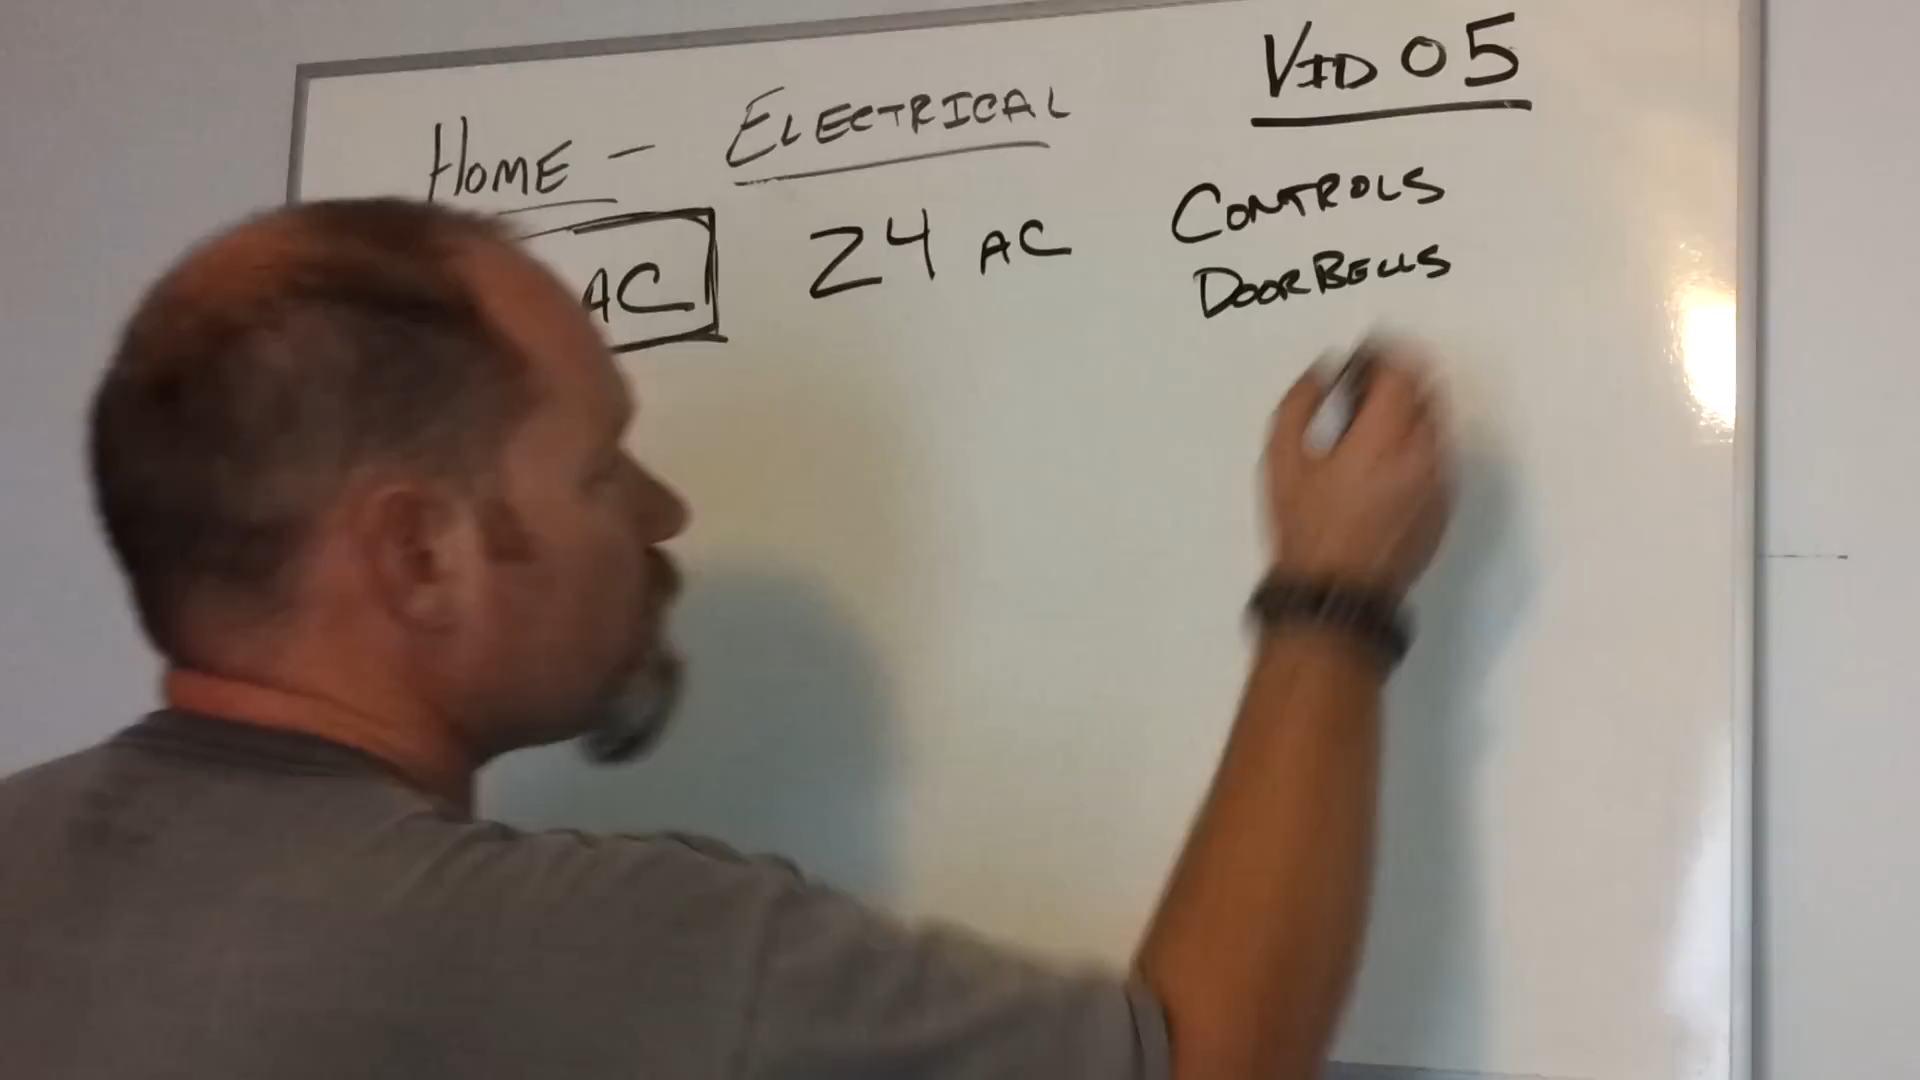 VID 05
HOME - ELECTRICAL
AC
24 AC
CONTROLS
DOORBELLS